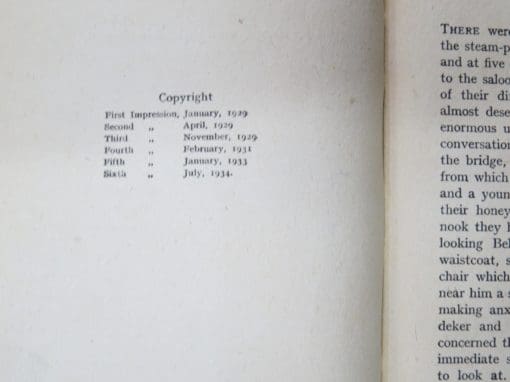 Copyright
First Impression, January, 1929
Second „ April, 1929
Third „ November, 1929
Fourth „ February, 1931
Fifth „ January, 1933
Sixth „ July, 1934.
THERE were
the steam-p
and at five
to the saloo
of their di
almost dese
enormous u
conversation
the bridge,
from which
and a youn
their honey
nook they h
looking Bel
waistcoat, s
chair which
near him a s
making anx
deker and
concerned th
immediate s
to look at.